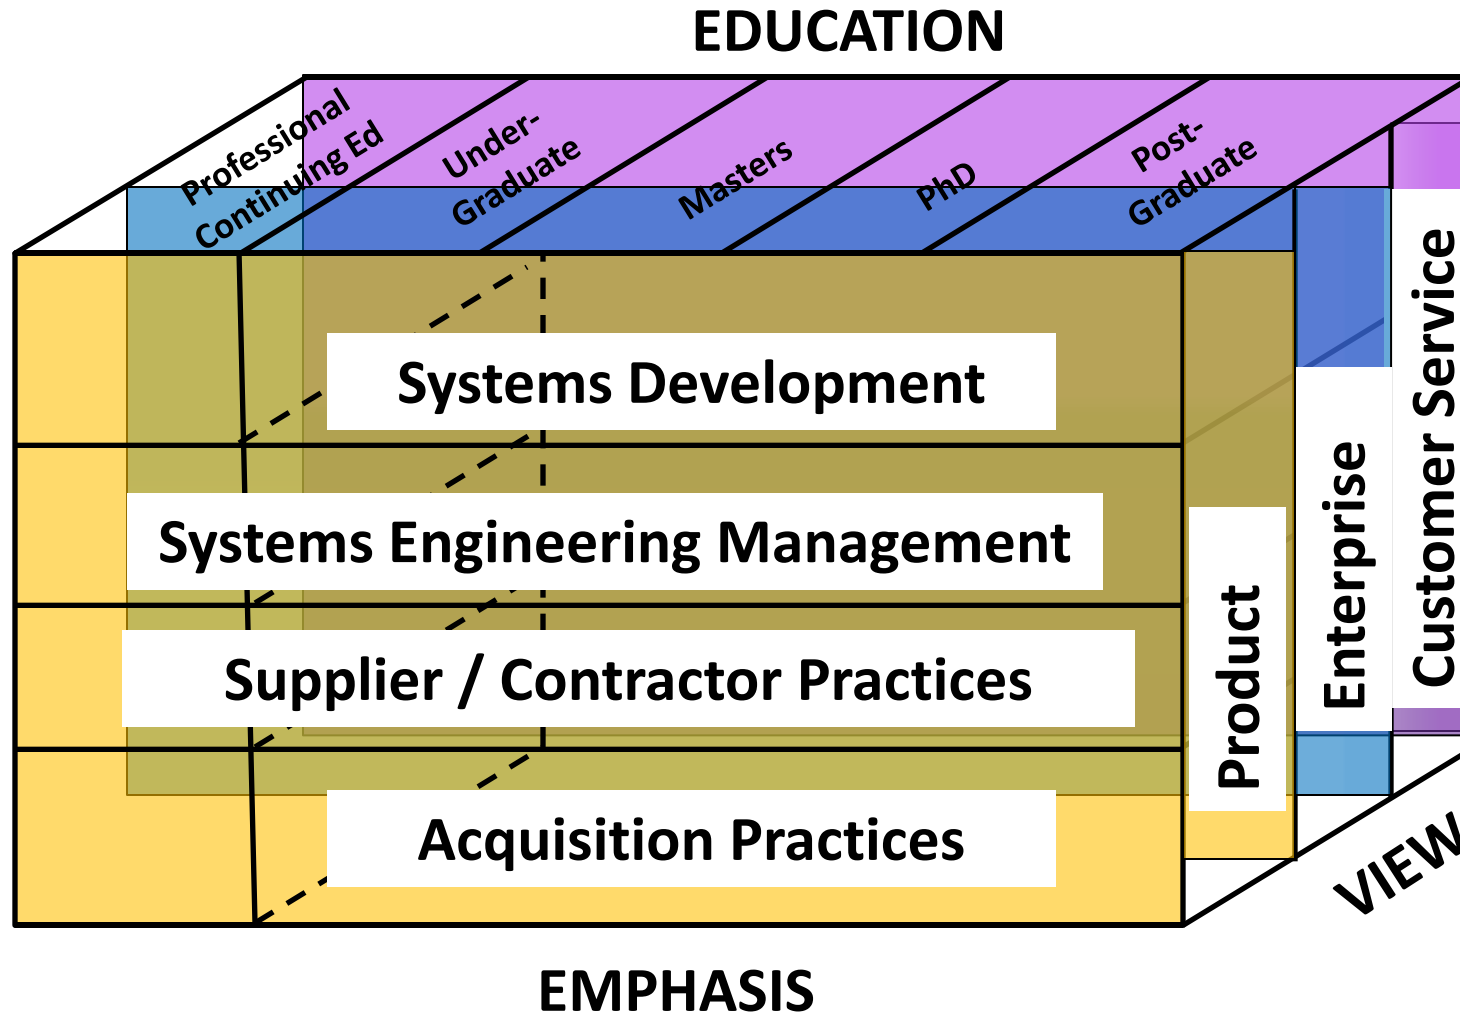 EDUCATION
Professional
Continuing Ed
Under-
Graduate
Masters
PhD
Post-
Graduate
Systems Development
Systems Engineering Management
Supplier / Contractor Practices
Acquisition Practices
Product
Enterprise
Customer Service
VIEW
EMPHASIS